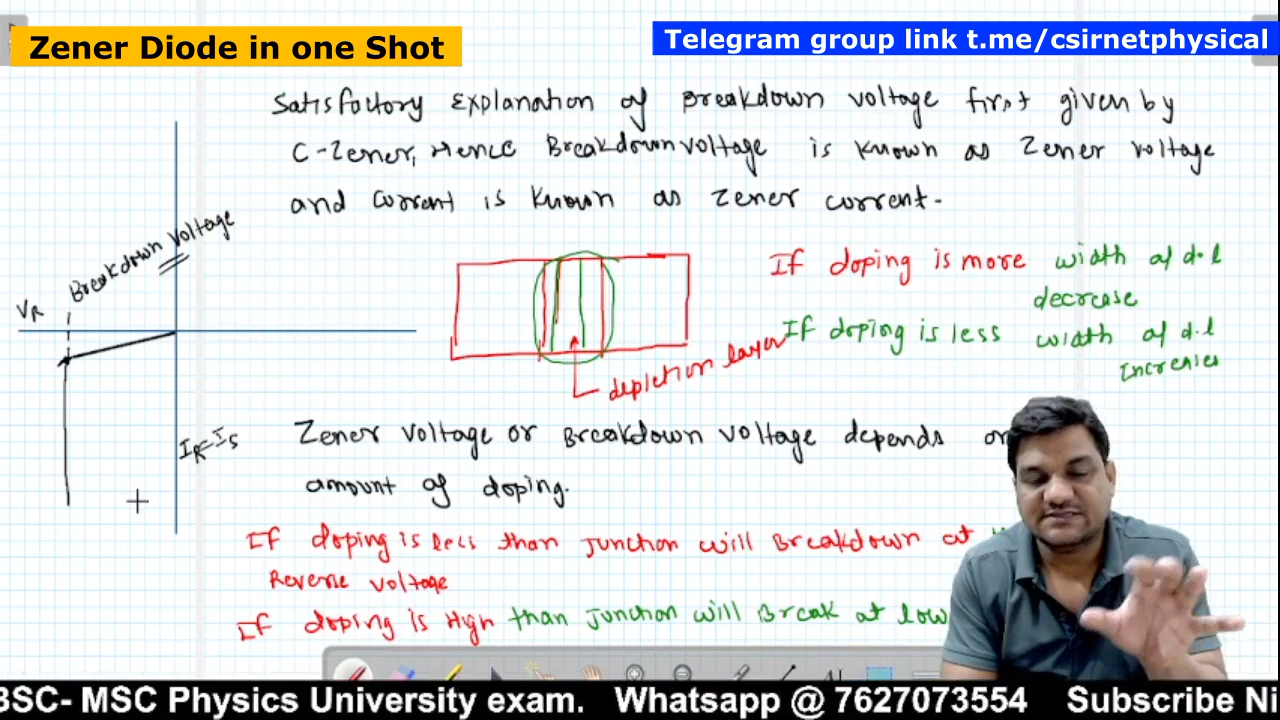 Zener Diode in one Shot
Telegram group link t.me/csirnetphysical
Satisfactory Explanation of Breakdown voltage first given by
C-Zener, Hence Breakdown voltage is known as Zener voltage
and current is known as Zener current.
Breakdown voltage
VR
If doping is more width of d.l
decrease
If doping is less width of d.l
Increases
depletion layer
IR=IS
Zener voltage or Breakdown voltage depends on
amount of doping.
If doping is less than junction will Breakdown at
Reverse voltage
If doping is High than junction will Break at low
BSC- MSC Physics University exam. Whatsapp @ 7627073554 Subscribe Ni